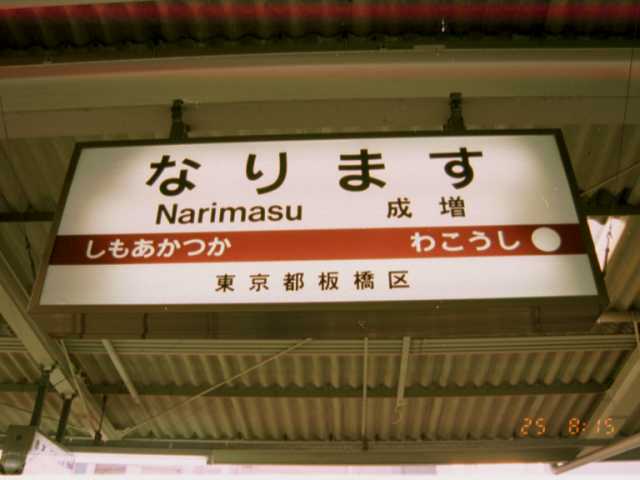 なります
Narimasu 成増
しもあかつか わこうし
東京都板橋区
25 8:15